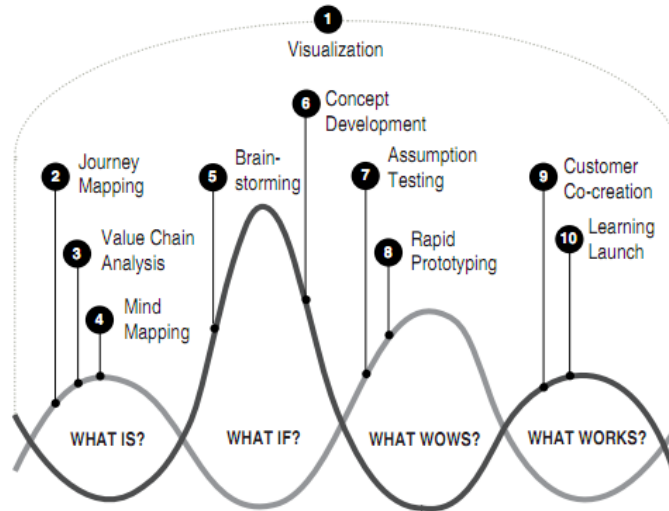 1
Visualization
2
Journey
Mapping
3
Value Chain
Analysis
4
Mind
Mapping
5
Brain-
storming
6
Concept
Development
7
Assumption
Testing
8
Rapid
Prototyping
9
Customer
Co-creation
10
Learning
Launch
WHAT IS?
WHAT IF?
WHAT WOWS?
WHAT WORKS?